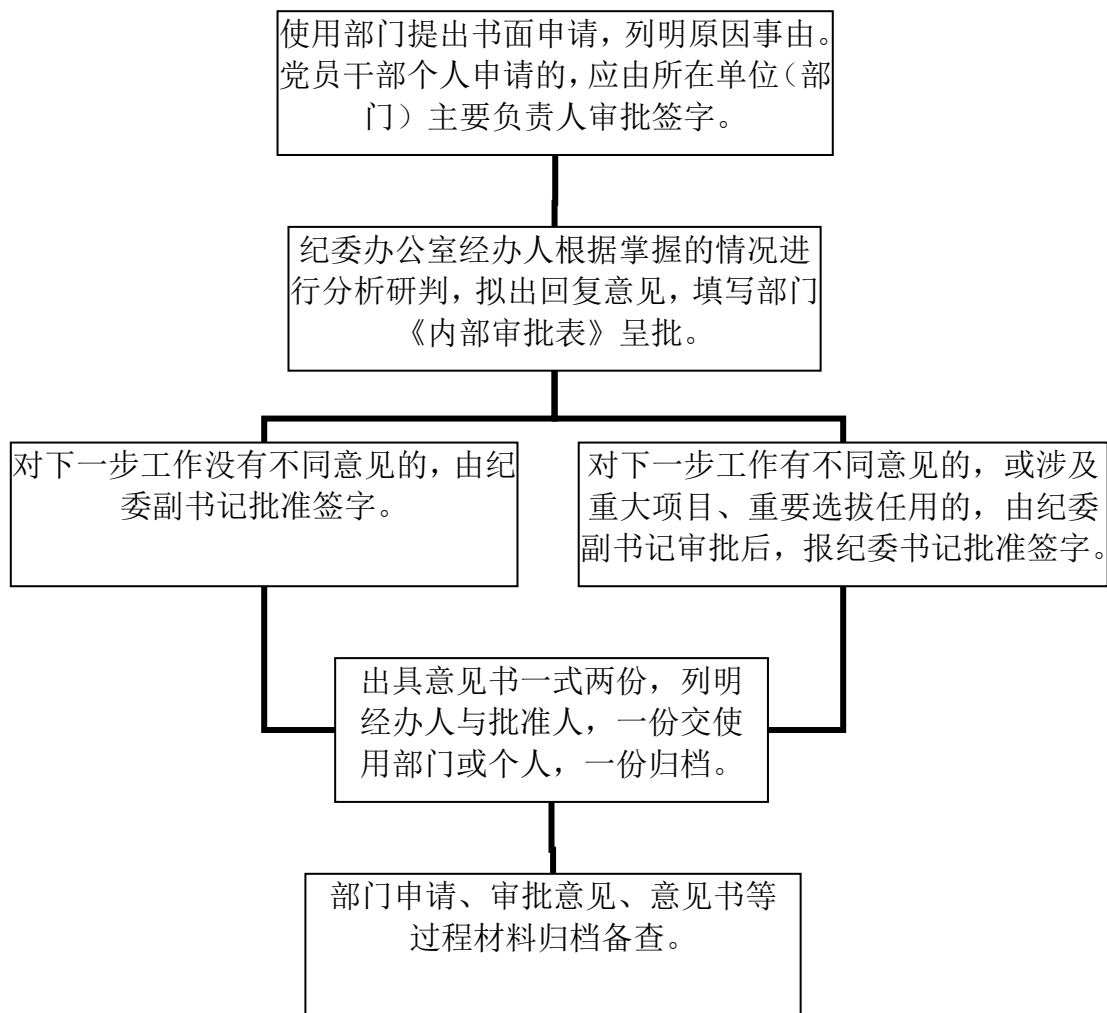 使用部门提出书面申请，列明原因事由。
党员干部个人申请的，应由所在单位（部
门）主要负责人审批签字。
纪委办公室经办人根据掌握的情况进
行分析研判，拟出回复意见，填写部门
《内部审批表》呈批。
对下一步工作没有不同意见的，由纪
委副书记批准签字。
对下一步工作有不同意见的，或涉及
重大项目、重要选拔任用的，由纪委
副书记审批后，报纪委书记批准签字。
出具意见书一式两份，列明
经办人与批准人，一份交使
用部门或个人，一份归档。
部门申请、审批意见、意见书等
过程材料归档备查。